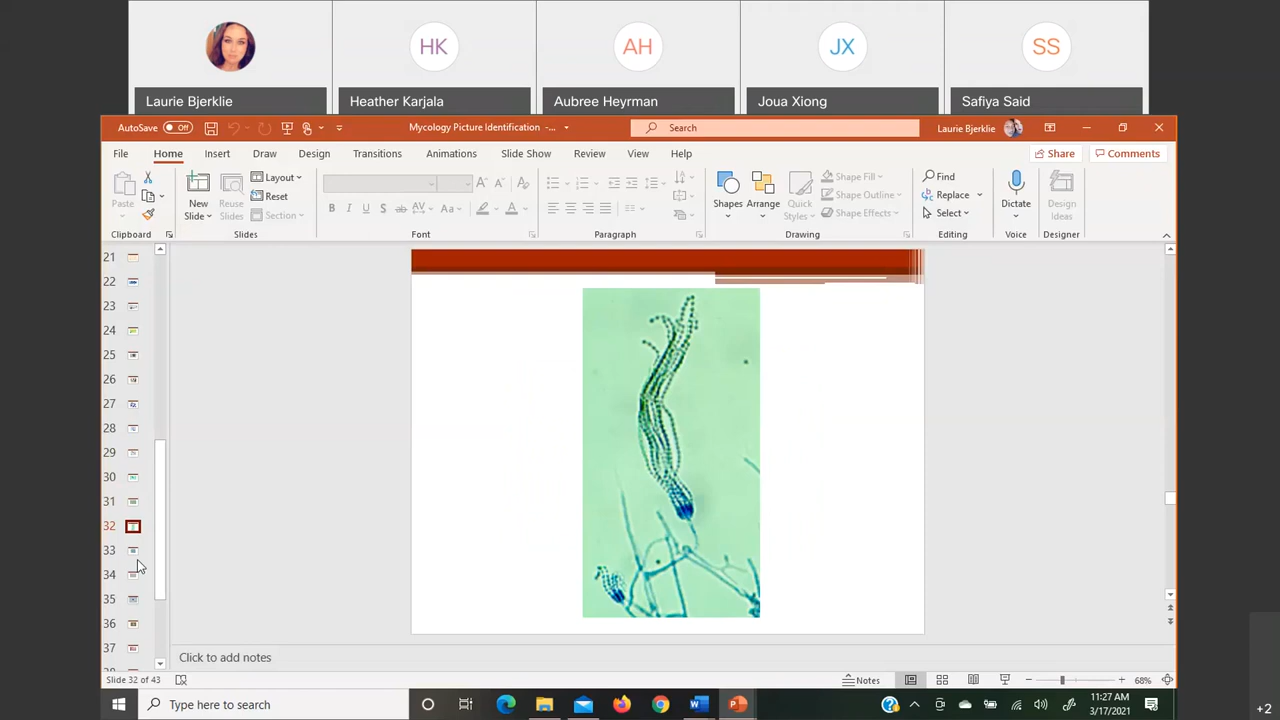 HK
AH
JX
SS
Laurie Bjerklie
Heather Karjala
Aubree Heyrman
Joua Xiong
Safiya Said
AutoSave Off
Mycology Picture Identification -...
Search
Laurie Bjerklie
File Home Insert Draw Design Transitions Animations Slide Show Review View Help
Share Comments
Paste
New Slide
Reuse Slides
Layout
Reset
Section
B I U S ab AV Aa A
Shapes Arrange Quick Styles
Shape Fill
Shape Outline
Shape Effects
Find
Replace
Select
Dictate
Design Ideas
Clipboard Slides Font Paragraph Drawing Editing Voice Designer
21
22
23
24
25
26
27
28
29
30
31
32
33
34
35
36
37
Click to add notes
Slide 32 of 43
Notes
68%
Type here to search
11:27 AM
3/17/2021
+2